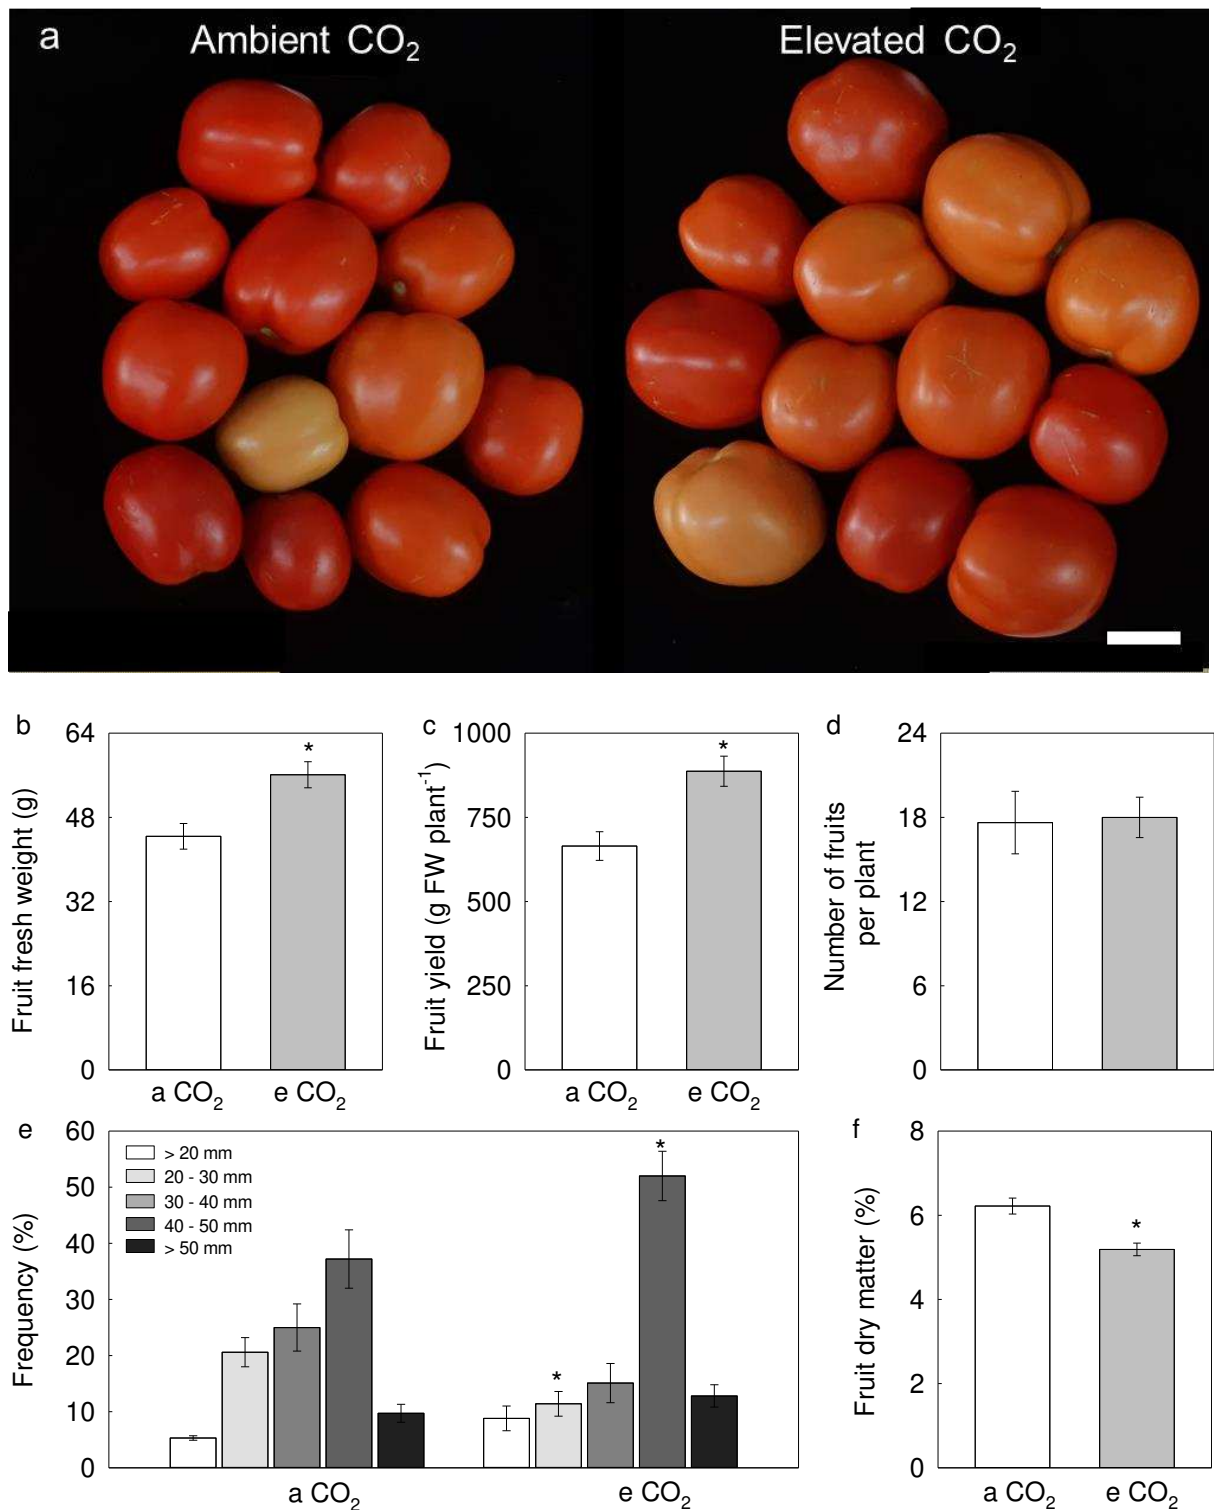 a
Ambient CO₂
Elevated CO₂
b
Fruit fresh weight (g)
64
48
32
16
0
*
a CO₂
e CO₂
c
Fruit yield (g FW plant⁻¹)
1000
750
500
250
0
*
a CO₂
e CO₂
d
Number of fruits
per plant
24
18
12
6
0
e
Frequency (%)
60
50
40
30
20
10
0
> 20 mm
20 - 30 mm
30 - 40 mm
40 - 50 mm
> 50 mm
*
*
a CO₂
e CO₂
f
Fruit dry matter (%)
8
6
4
2
0
*
a CO₂
e CO₂